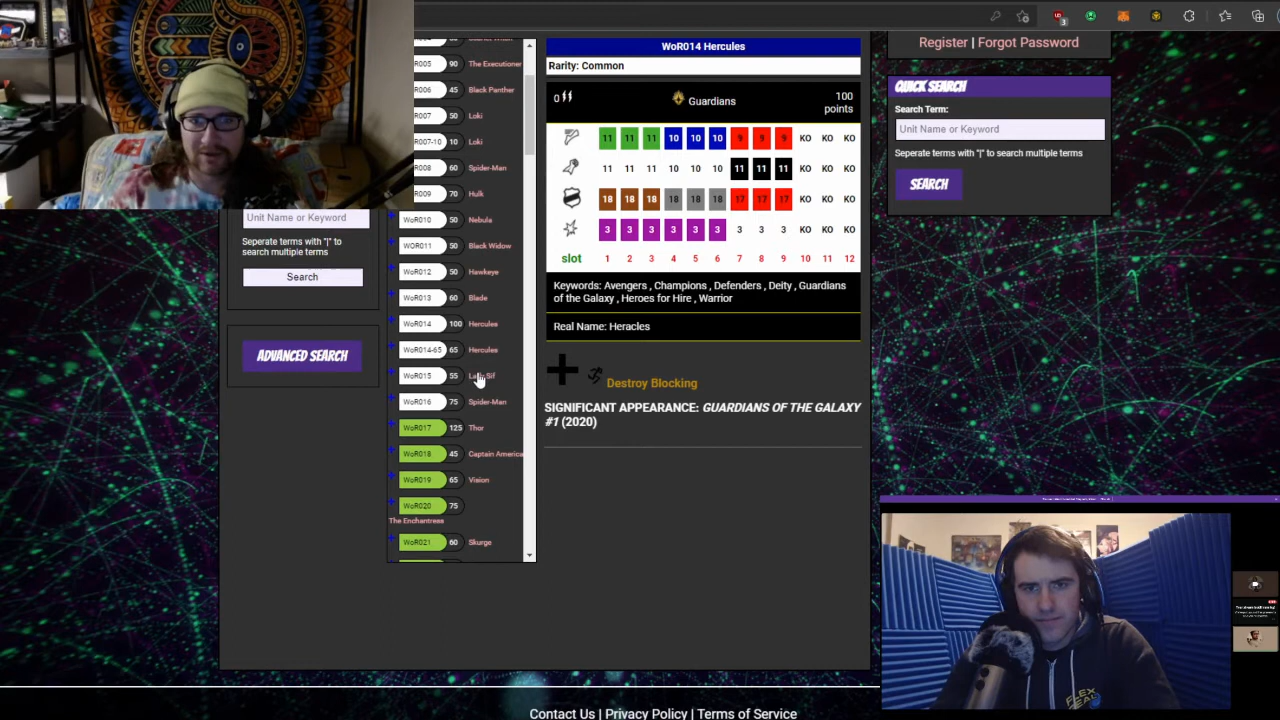 Register | Forgot Password
QUICK SEARCH
Search Term:
Unit Name or Keyword
Seperate terms with "|" to search multiple terms
SEARCH
Unit Name or Keyword
Seperate terms with "|" to
search multiple terms
Search
ADVANCED SEARCH
WoR005 90 The Executioner
WoR006 45 Black Panther
WoR007 50 Loki
WoR007-10 10 Loki
WoR008 60 Spider-Man
WoR009 70 Hulk
WoR010 50 Nebula
WOR011 50 Black Widow
WoR012 50 Hawkeye
WoR013 60 Blade
WoR014 100 Hercules
WoR014-65 65 Hercules
WoR015 55 Lady Sif
WoR016 75 Spider-Man
WoR017 125 Thor
WoR018 45 Captain America
WoR019 65 Vision
WoR020 75
The Enchantress
WoR021 60 Skurge
WoR014 Hercules
Rarity: Common
0
Guardians
100
points
11 11 11 10 10 10 9 9 9 KO KO KO
11 11 11 10 10 10 11 11 11 KO KO KO
18 18 18 18 18 18 17 17 17 KO KO KO
3 3 3 3 3 3 3 3 3 KO KO KO
slot 1 2 3 4 5 6 7 8 9 10 11 12
Keywords: Avengers , Champions , Defenders , Deity , Guardians
of the Galaxy , Heroes for Hire , Warrior
Real Name: Heracles
Destroy Blocking
SIGNIFICANT APPEARANCE: GUARDIANS OF THE GALAXY
#1 (2020)
Contact Us | Privacy Policy | Terms of Service